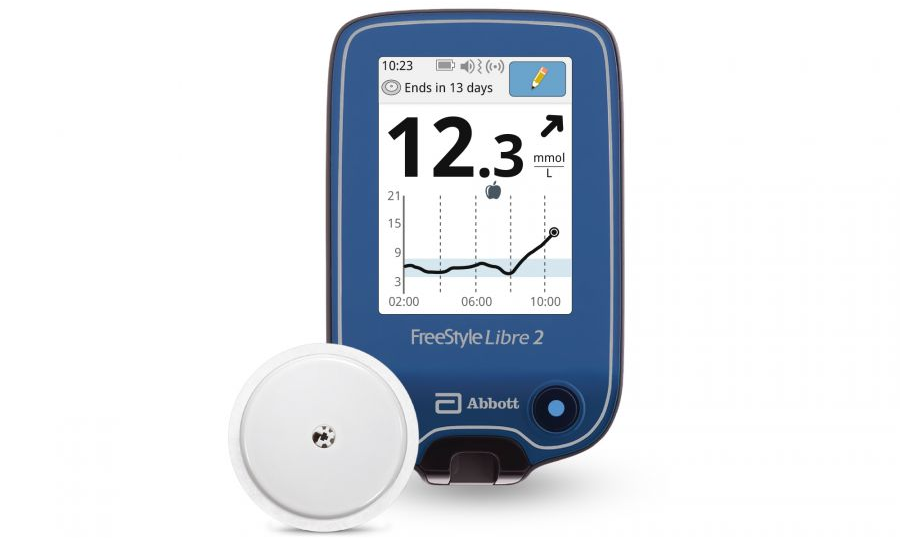 10:23
Ends in 13 days
12.3
mmol
L
21
15
9
3
02:00 06:00 10:00
FreeStyle Libre 2
Abbott